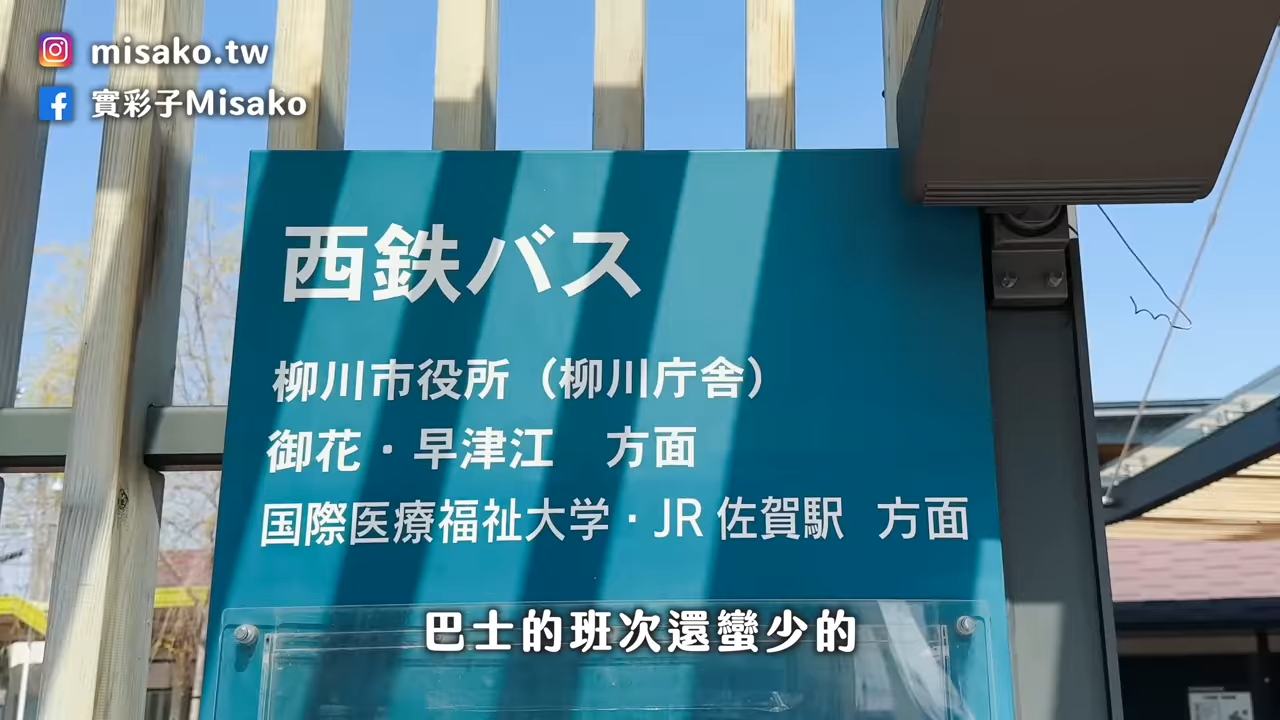 misako.tw
實彩子Misako
西鉄バス
柳川市役所（柳川庁舎）
御花・早津江 方面
国際医療福祉大学・JR佐賀駅 方面
巴士的班次還蠻少的